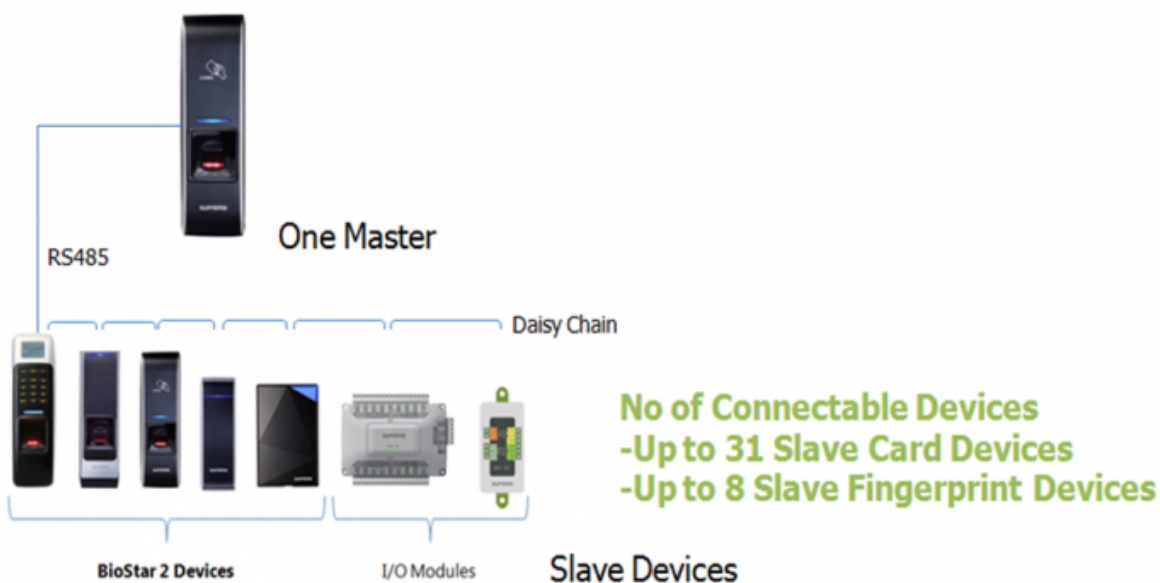 suprema
One Master
RS485
Daisy Chain
No of Connectable Devices
-Up to 31 Slave Card Devices
-Up to 8 Slave Fingerprint Devices
BioStar 2 Devices
I/O Modules
Slave Devices